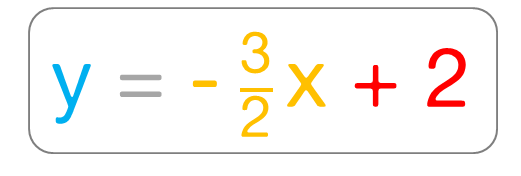 y = - 3/2 x + 2